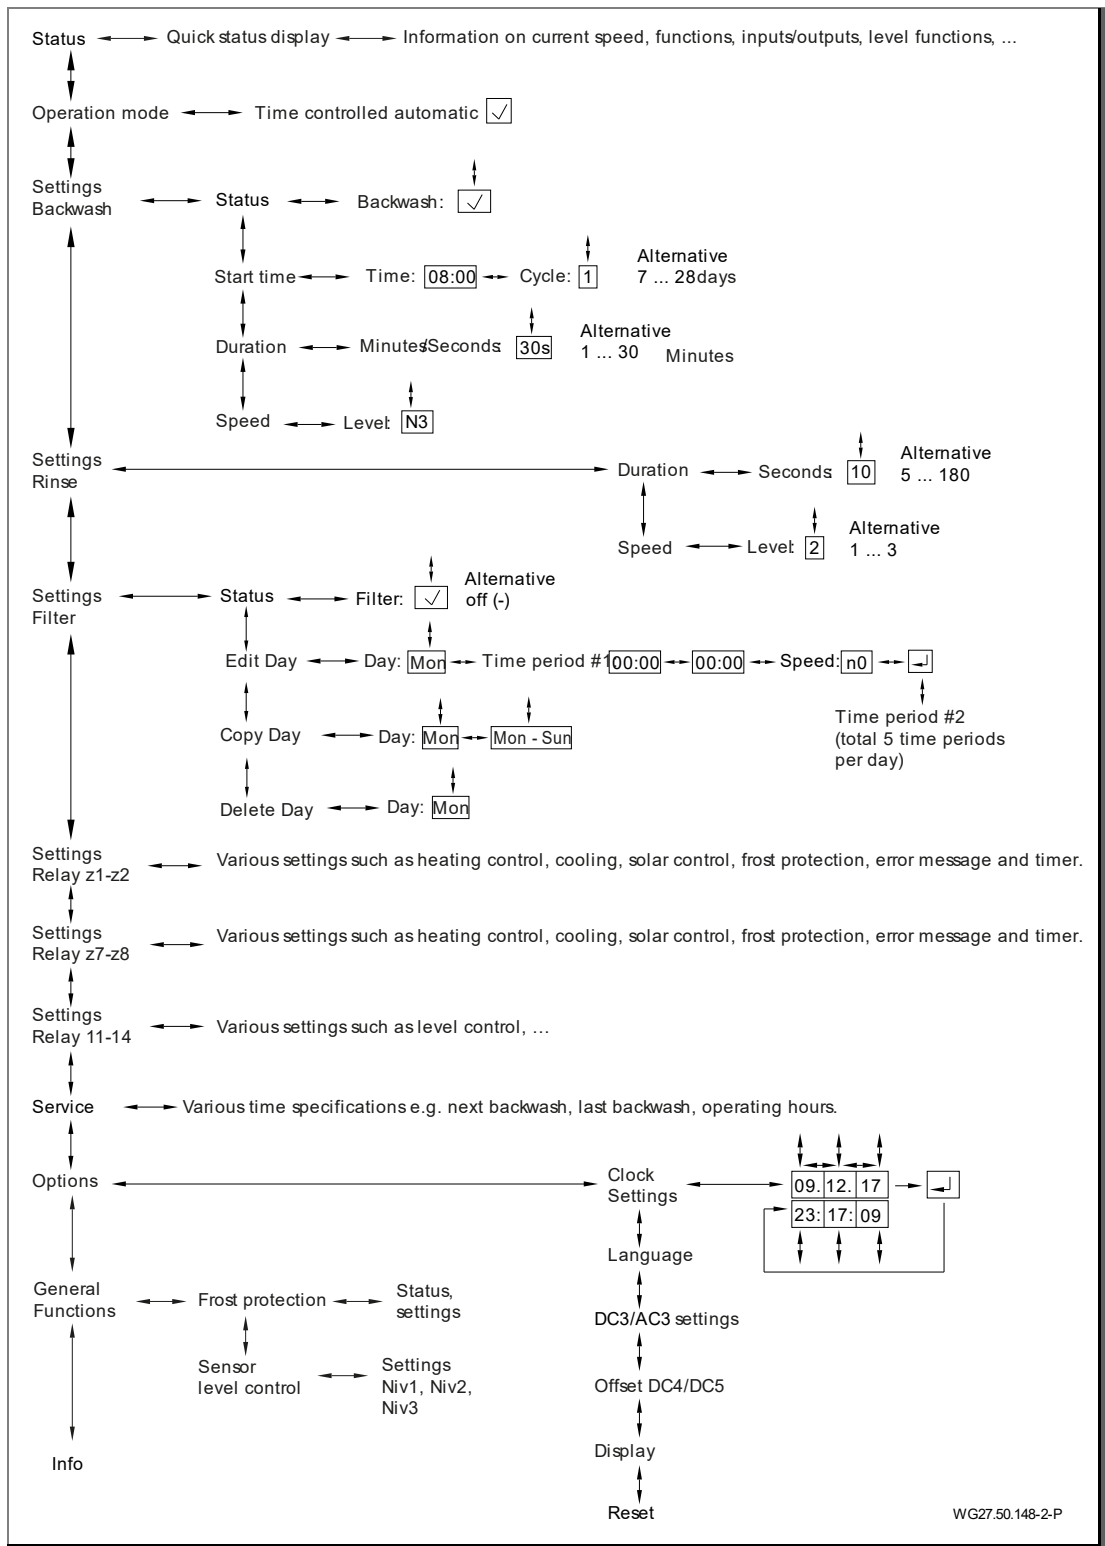 Status Quick status display Information on current speed, functions, inputs/outputs, level functions, ...
Operation mode Time controlled automatic
Settings
Backwash Status Backwash:
Start time Time: 08:00 Cycle: 1
Alternative
7 ... 28days
Duration Minutes/Seconds: 30s
Alternative
1 ... 30 Minutes
Speed Level: N3
Settings
Rinse
Duration Seconds: 10
Alternative
5 ... 180
Speed Level: 2
Alternative
1 ... 3
Settings
Filter
Status Filter:
Alternative
off (-)
Edit Day Day: Mon Time period #1 00:00 00:00 Speed: n0
Time period #2
(total 5 time periods
per day)
Copy Day Day: Mon Mon - Sun
Delete Day Day: Mon
Settings
Relay z1-z2
Various settings such as heating control, cooling, solar control, frost protection, error message and timer.
Settings
Relay z7-z8
Various settings such as heating control, cooling, solar control, frost protection, error message and timer.
Settings
Relay 11-14
Various settings such as level control, ...
Service Various time specifications e.g. next backwash, last backwash, operating hours.
Options
Clock
Settings
09. 12. 17
23: 17: 09
Language
DC3/AC3 settings
Offset DC4/DC5
Display
Reset
General
Functions
Frost protection
Status,
settings
Sensor
level control
Settings
Niv1, Niv2,
Niv3
Info
WG27.50.148-2-P